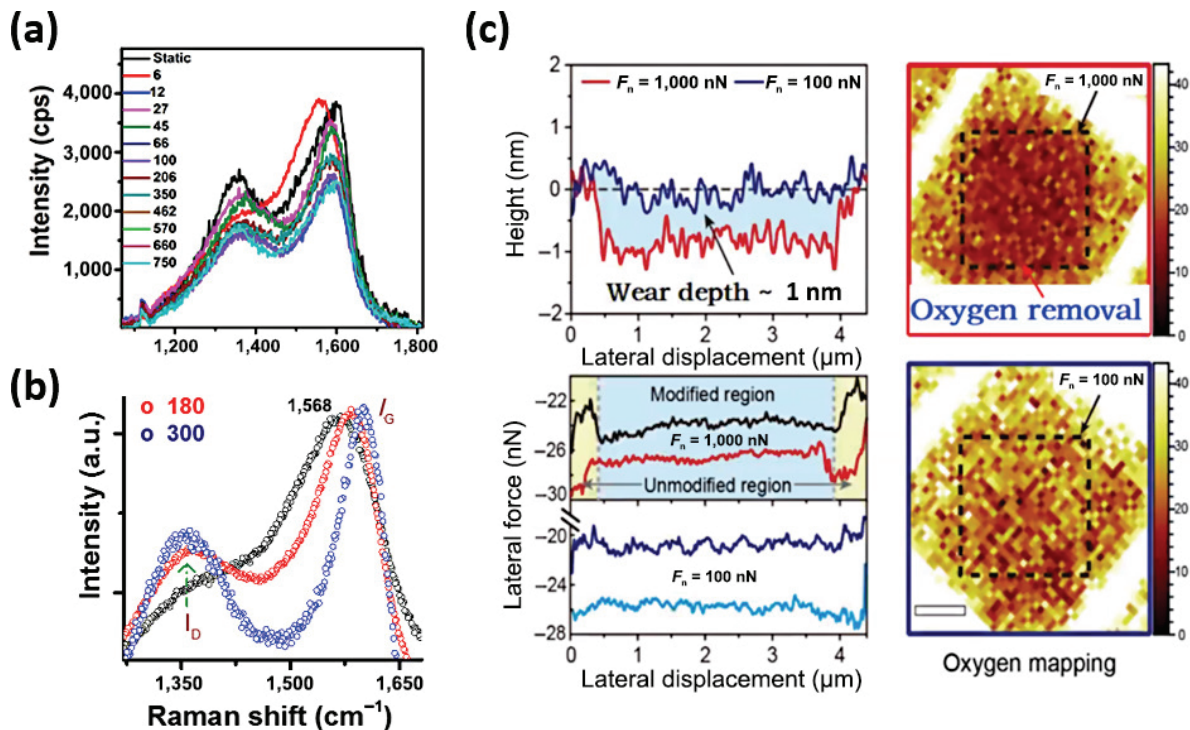 (a)
Static
6
12
27
45
66
100
206
350
462
570
660
750
4,000
3,000
2,000
1,000
Intensity (cps)
1,200 1,400 1,600 1,800
(b)
180
300
1,568
I_G
I_D
Intensity (a.u.)
1,350 1,500 1,650
Raman shift (cm⁻¹)
(c)
Fₙ = 1,000 nN Fₙ = 100 nN
2
1
0
−1
−2
Height (nm)
Wear depth ~ 1 nm
0 1 2 3 4
Lateral displacement (µm)
−22
−26
−30
−20
−24
−28
Lateral force (nN)
Modified region
Fₙ = 1,000 nN
Unmodified region
Fₙ = 100 nN
0 1 2 3 4
Lateral displacement (µm)
Fₙ = 1,000 nN
Oxygen removal
40
30
20
10
0
Fₙ = 100 nN
40
30
20
10
0
Oxygen mapping